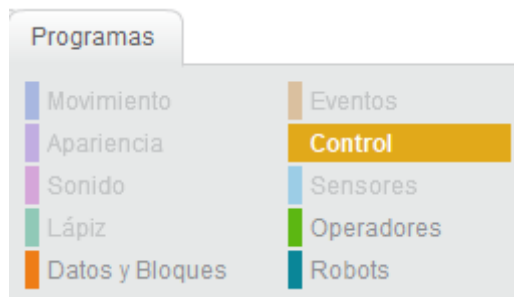 Programas
Movimiento
Eventos
Apariencia
Control
Sonido
Sensores
Lápiz
Operadores
Datos y Bloques
Robots